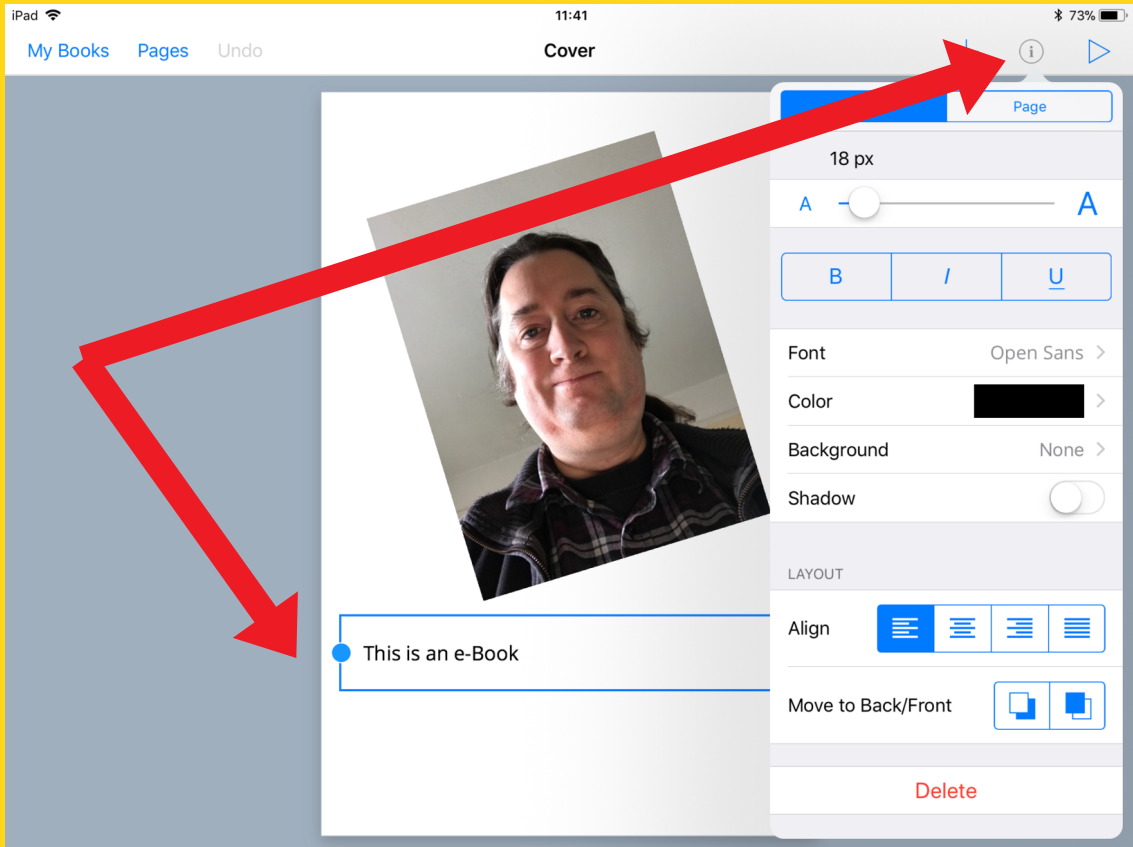 iPad 11:41 73%
My Books Pages Undo Cover
Page
18 px
A A
B I U
Font Open Sans
Color
Background None
Shadow
LAYOUT
Align
This is an e-Book
Move to Back/Front
Delete